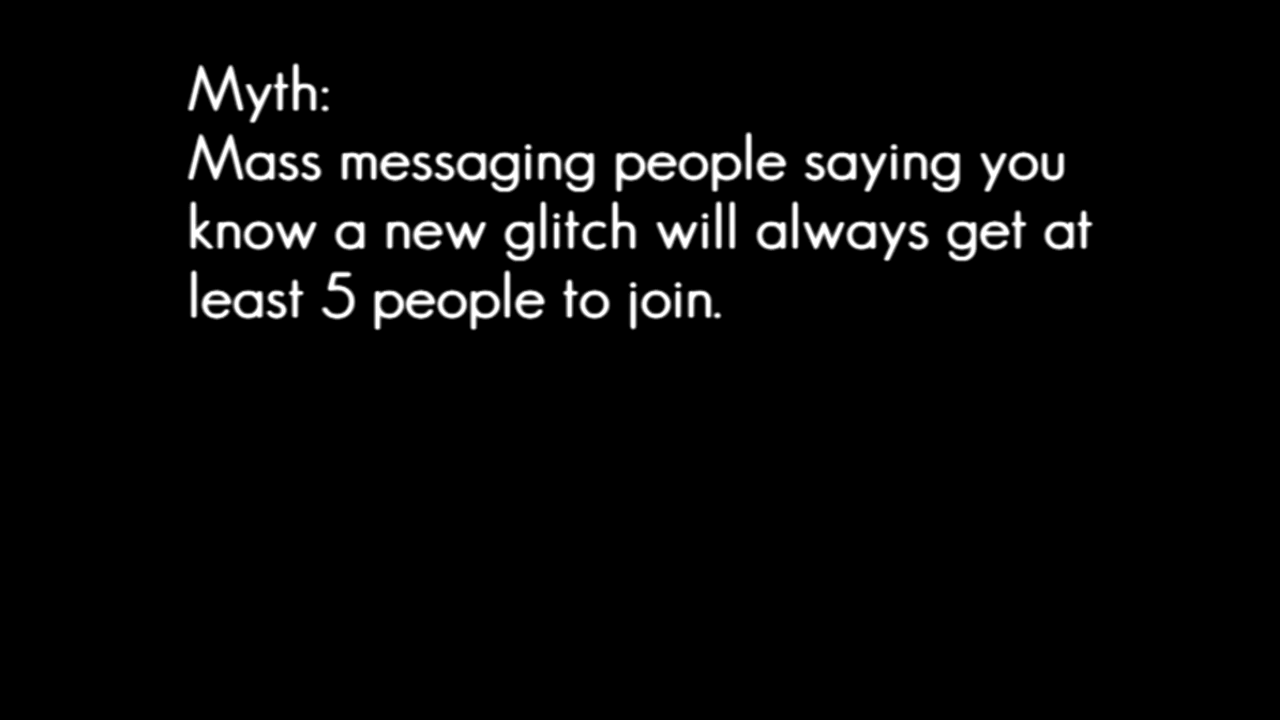 Myth:
Mass messaging people saying you
know a new glitch will always get at
least 5 people to join.